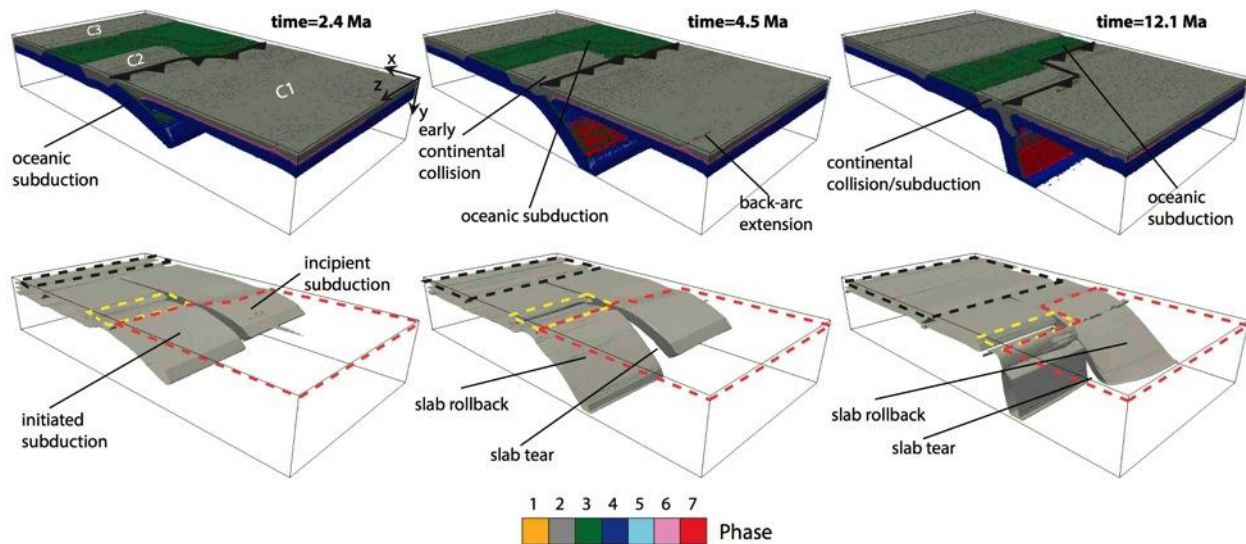 time=2.4 Ma
C3
C2
C1
x
z
y
oceanic
subduction
time=4.5 Ma
early
continental
collision
oceanic subduction
back-arc
extension
time=12.1 Ma
continental
collision/subduction
oceanic
subduction
incipient
subduction
initiated
subduction
slab rollback
slab tear
slab rollback
slab tear
1 2 3 4 5 6 7
Phase